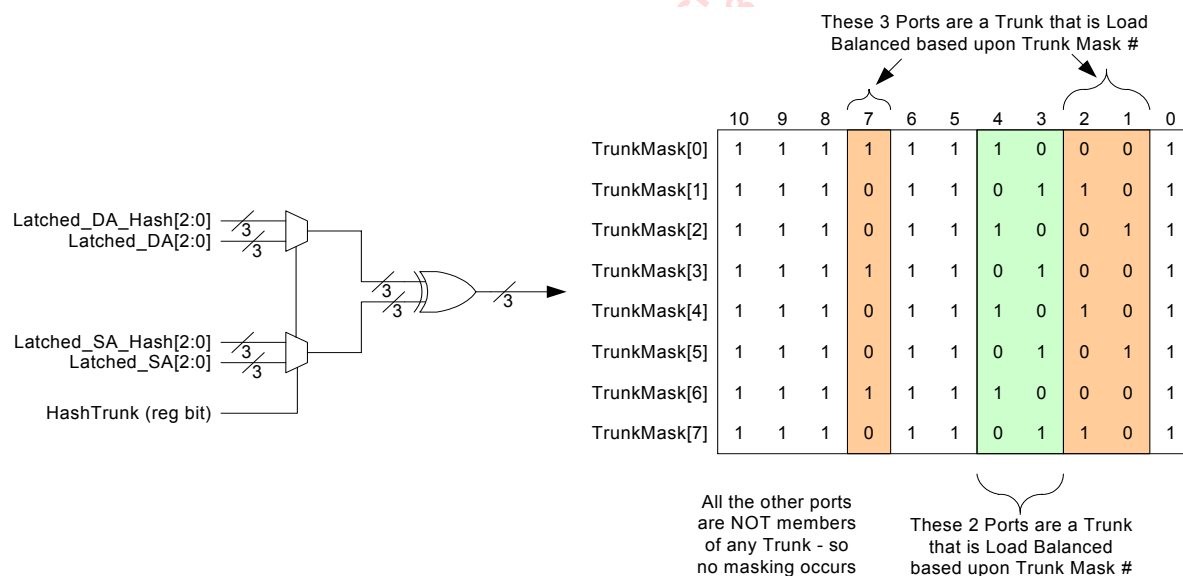 These 3 Ports are a Trunk that is Load
Balanced based upon Trunk Mask #
10 9 8 7 6 5 4 3 2 1 0
TrunkMask[0] 1 1 1 1 1 1 1 0 0 0 1
TrunkMask[1] 1 1 1 0 1 1 0 1 1 0 1
TrunkMask[2] 1 1 1 0 1 1 1 0 0 1 1
TrunkMask[3] 1 1 1 1 1 1 0 1 0 0 1
TrunkMask[4] 1 1 1 0 1 1 1 0 1 0 1
TrunkMask[5] 1 1 1 0 1 1 0 1 0 1 1
TrunkMask[6] 1 1 1 1 1 1 1 0 0 0 1
TrunkMask[7] 1 1 1 0 1 1 0 1 1 0 1
Latched_DA_Hash[2:0] 3
Latched_DA[2:0] 3
3
3
3
Latched_SA_Hash[2:0] 3
Latched_SA[2:0] 3
HashTrunk (reg bit)
All the other ports
are NOT members
of any Trunk - so
no masking occurs
These 2 Ports are a Trunk
that is Load Balanced
based upon Trunk Mask #